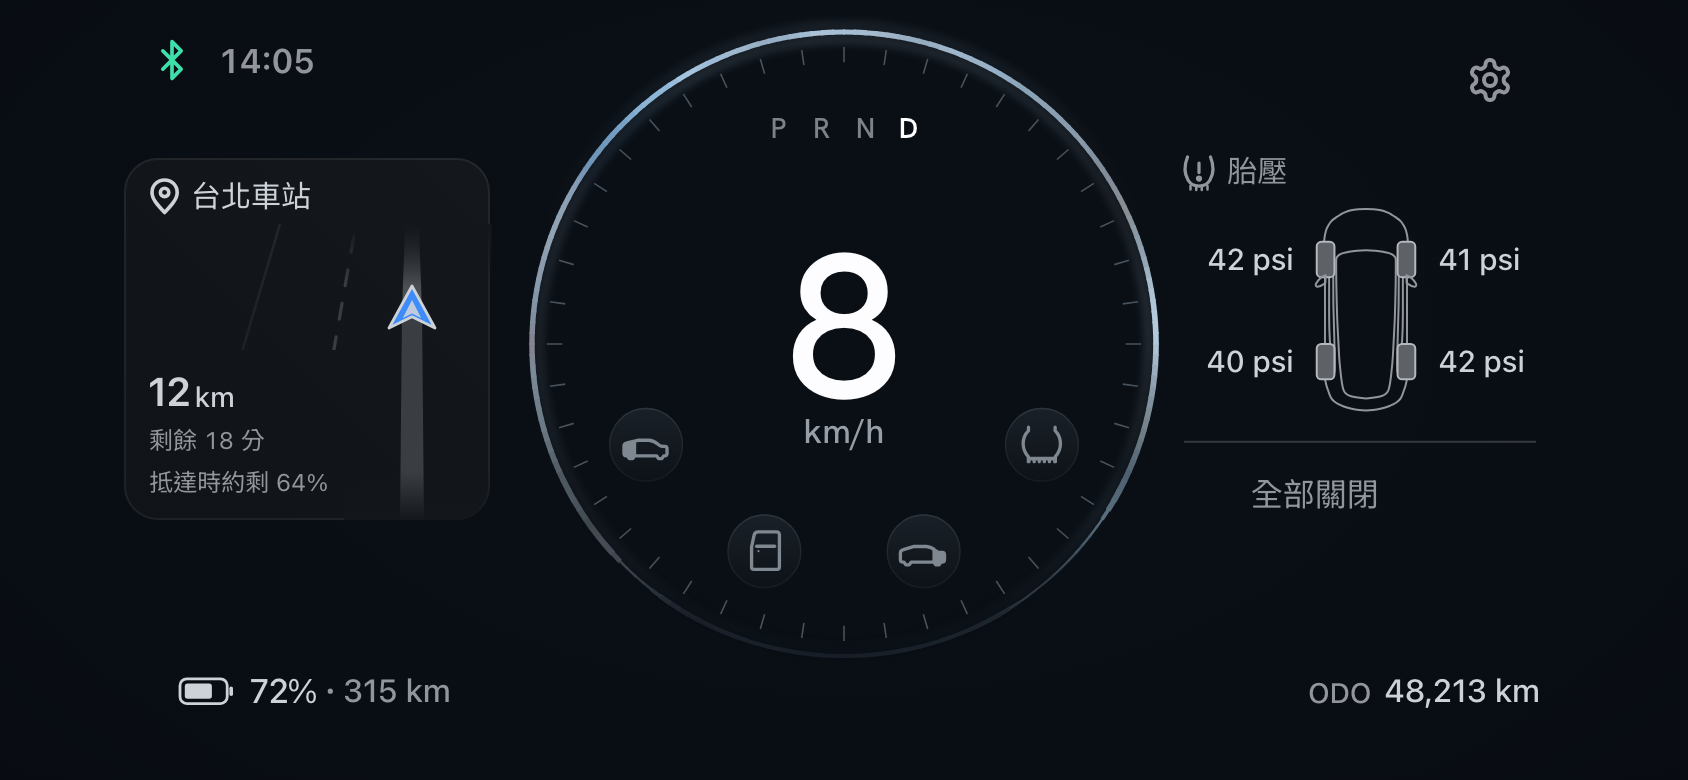 14:05
台北車站
12 km
剩餘 18 分
抵達時約剩 64%
72% · 315 km
P R N D
8
km/h
胎壓
42 psi 41 psi
40 psi 42 psi
全部關閉
ODO 48,213 km